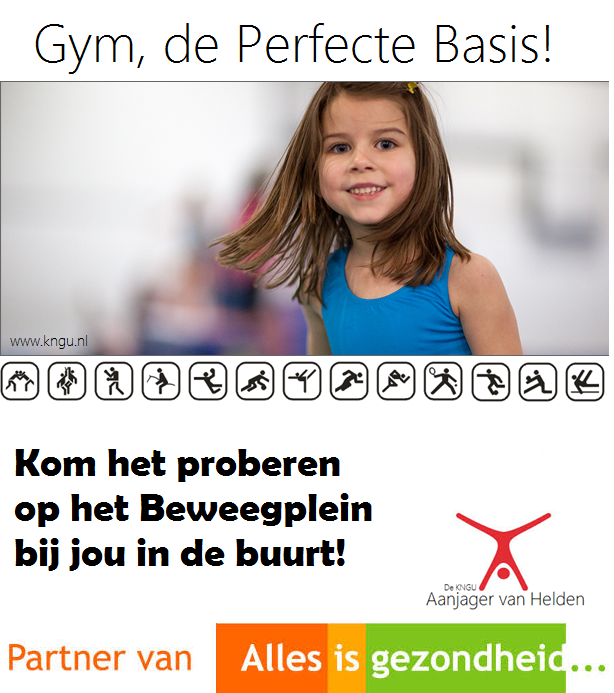 Gym, de Perfecte Basis!
www.kngu.nl
Kom het proberen
op het Beweegplein
bij jou in de buurt!
De KNGU
Aanjager van Helden
Partner van Alles is gezondheid...